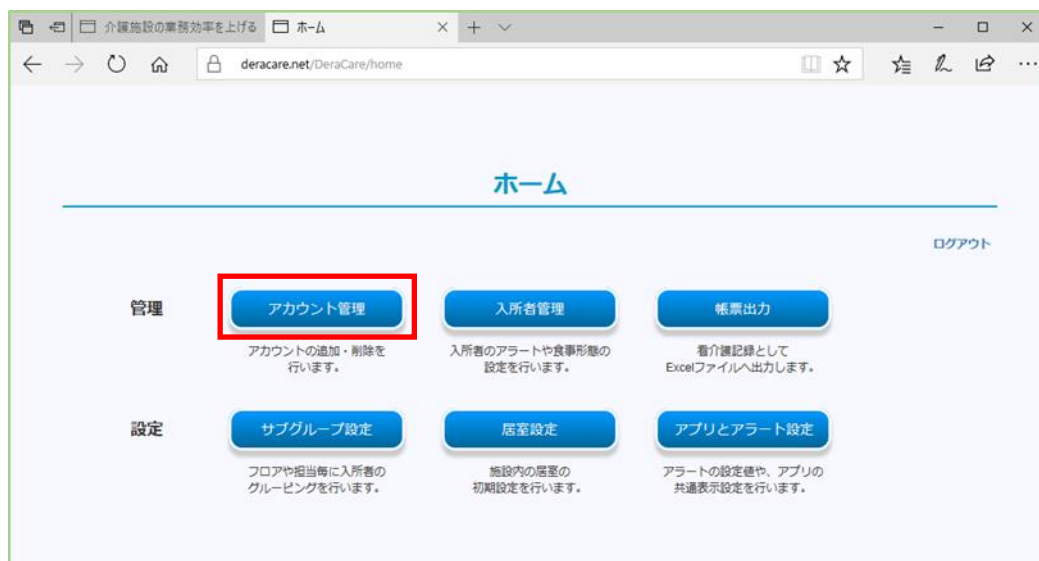 介護施設の業務効率を上げる
ホーム
deracare.net/DeraCare/home
ホーム
ログアウト
管理
アカウント管理
入所者管理
帳票出力
アカウントの追加・削除を
行います。
入所者のアラートや食事形態の
設定を行います。
看介護記録として
Excelファイルへ出力します。
設定
サブグループ設定
居室設定
アプリとアラート設定
フロアや担当毎に入所者の
グルーピングを行います。
施設内の居室の
初期設定を行います。
アラートの設定値や、アプリの
共通表示設定を行います。